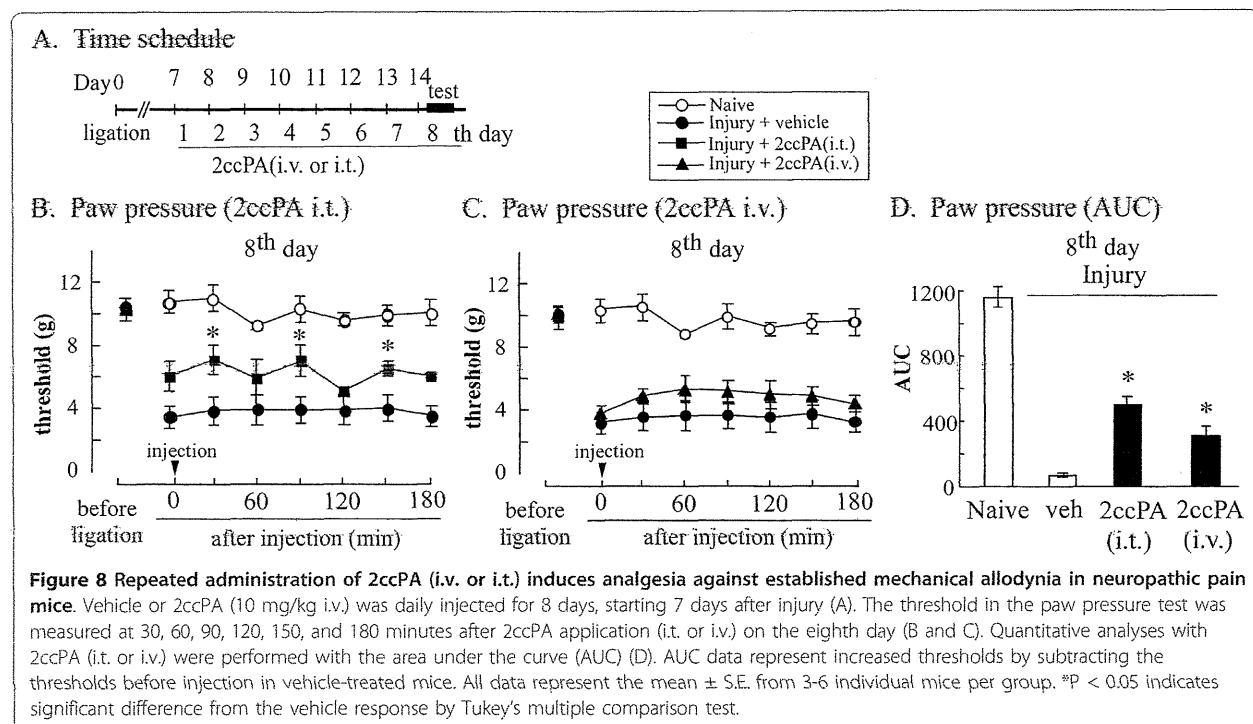 A. Time schedule
Day 0 7 8 9 10 11 12 13 14 test
ligation 1 2 3 4 5 6 7 8 th day
2ccPA(i.v. or i.t.)
Naive
Injury + vehicle
Injury + 2ccPA(i.t.)
Injury + 2ccPA(i.v.)
B. Paw pressure (2ccPA i.t.)
8th day
threshold (g)
12
8
4
0
* * *
injection
before ligation
0 60 120 180
after injection (min)
C. Paw pressure (2ccPA i.v.)
8th day
threshold (g)
12
8
4
0
injection
before ligation
0 60 120 180
after injection (min)
D. Paw pressure (AUC)
8th day
Injury
AUC
1200
800
400
0
* *
Naive veh 2ccPA (i.t.) 2ccPA (i.v.)
Figure 8 Repeated administration of 2ccPA (i.v. or i.t.) induces analgesia against established mechanical allodynia in neuropathic pain
mice. Vehicle or 2ccPA (10 mg/kg i.v.) was daily injected for 8 days, starting 7 days after injury (A). The threshold in the paw pressure test was
measured at 30, 60, 90, 120, 150, and 180 minutes after 2ccPA application (i.t. or i.v.) on the eighth day (B and C). Quantitative analyses with
2ccPA (i.t. or i.v.) were performed with the area under the curve (AUC) (D). AUC data represent increased thresholds by subtracting the
thresholds before injection in vehicle-treated mice. All data represent the mean ± S.E. from 3-6 individual mice per group. *P < 0.05 indicates
significant difference from the vehicle response by Tukey's multiple comparison test.